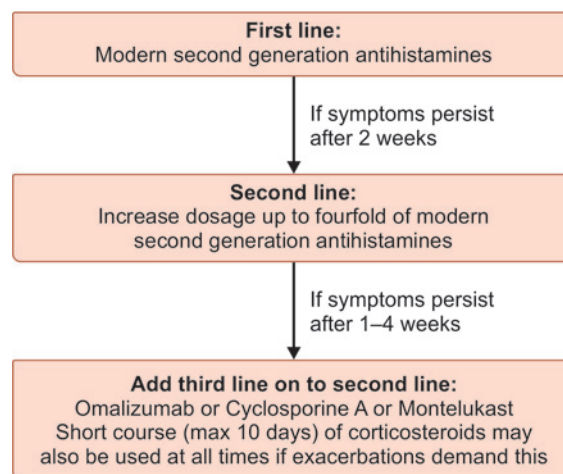 First line:
Modern second generation antihistamines
If symptoms persist
after 2 weeks
Second line:
Increase dosage up to fourfold of modern
second generation antihistamines
If symptoms persist
after 1–4 weeks
Add third line on to second line:
Omalizumab or Cyclosporine A or Montelukast
Short course (max 10 days) of corticosteroids may
also be used at all times if exacerbations demand this